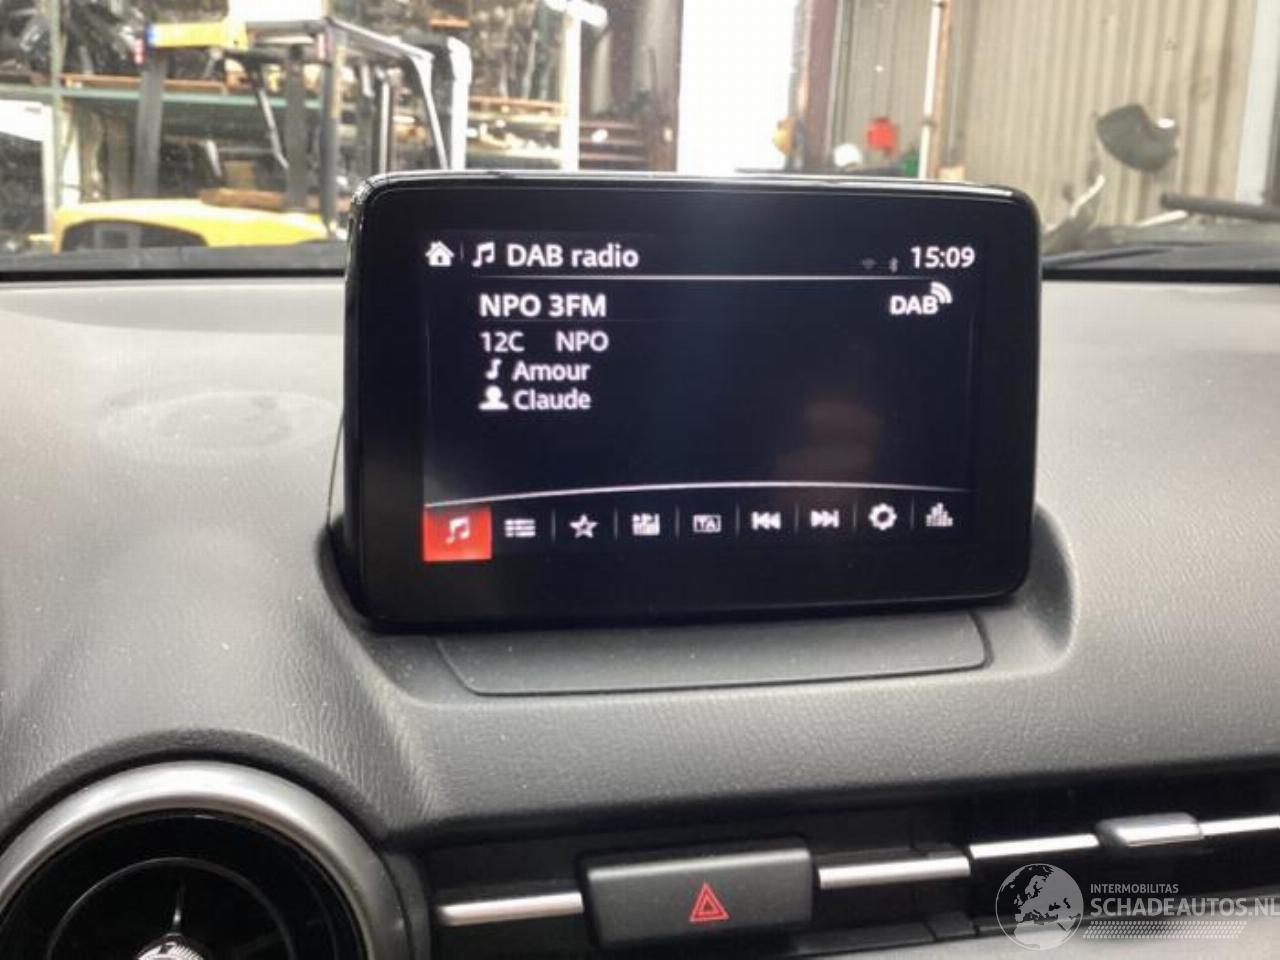 DAB radio 15:09
NPO 3FM DAB
12C NPO
Amour
Claude
TA
INTERMOBILITAS
SCHADEAUTOS.NL